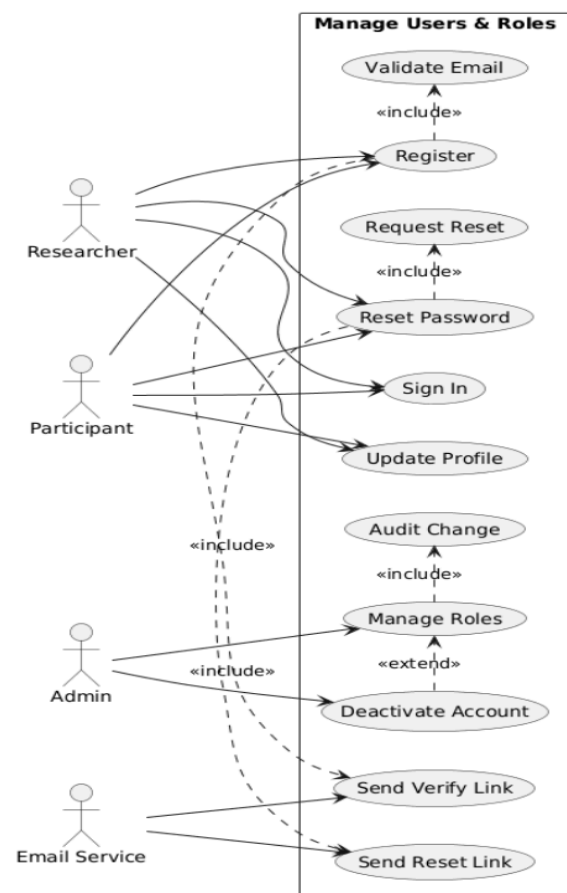 Manage Users & Roles
Validate Email
«include»
Register
Researcher
Request Reset
«include»
Reset Password
Participant
Sign In
Update Profile
Audit Change
«include»
«include»
Admin
Manage Roles
«include»
«extend»
Deactivate Account
Email Service
Send Verify Link
Send Reset Link